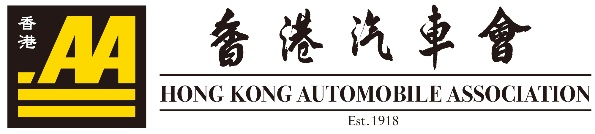 香港
AA
香港汽車會
HONG KONG AUTOMOBILE ASSOCIATION
Est. 1918